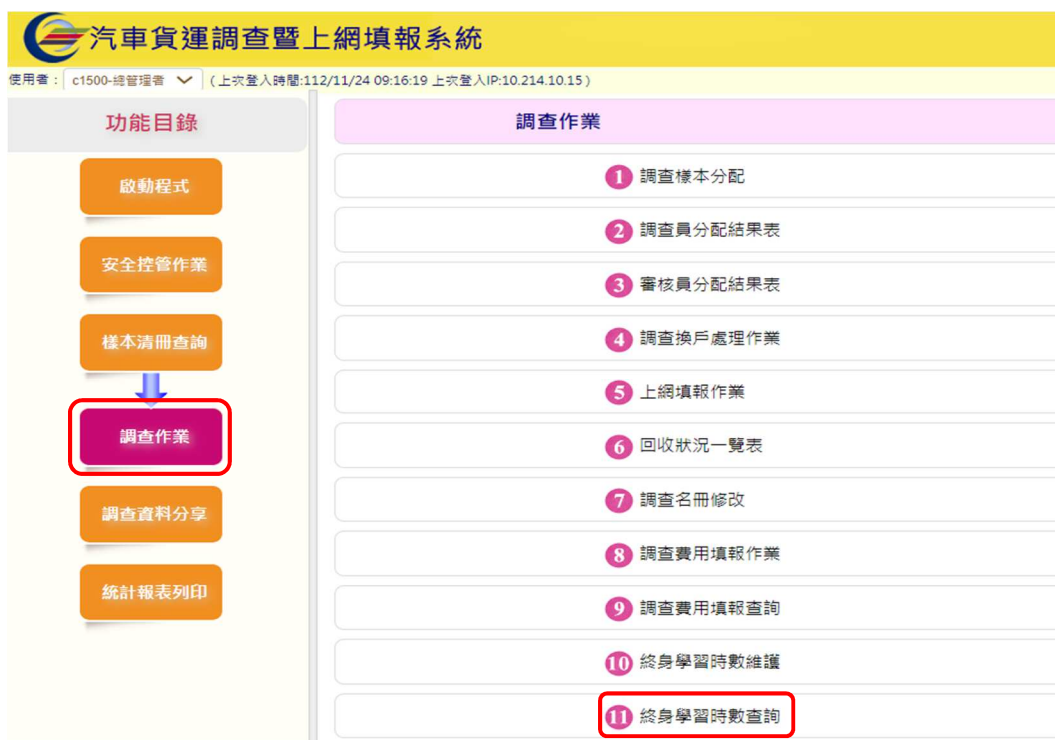 汽車貨運調查暨上網填報系統
使用者： c1500-總管理者 (上次登入時間:112/11/24 09:16:19 上次登入IP:10.214.10.15)
功能目錄
啟動程式
安全控管作業
樣本清冊查詢
調查作業
調查資料分享
統計報表列印
調查作業
1 調查樣本分配
2 調查員分配結果表
3 審核員分配結果表
4 調查換戶處理作業
5 上網填報作業
6 回收狀況一覽表
7 調查名冊修改
8 調查費用填報作業
9 調查費用填報查詢
10 終身學習時數維護
11 終身學習時數查詢